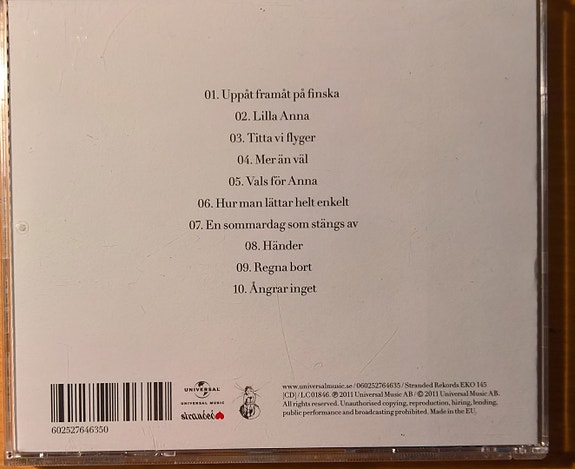 01. Uppåt framåt på finska
02. Lilla Anna
03. Titta vi flyger
04. Mer än väl
05. Vals för Anna
06. Hur man lättar helt enkelt
07. En sommardag som stängs av
08. Händer
09. Regna bort
10. Ångrar inget
602527646350
UNIVERSAL
UNIVERSAL MUSIC
www.universalmusic.se / 060252764635 / Stranded Rekords EKO 145
|CD| / LC 01846. ℗ 2011 Universal Music AB / © 2011 Universal Music AB.
All rights reserved. Unauthorised copying, reproduction, hiring, lending,
public performance and broadcasting prohibited. Made in the EU.